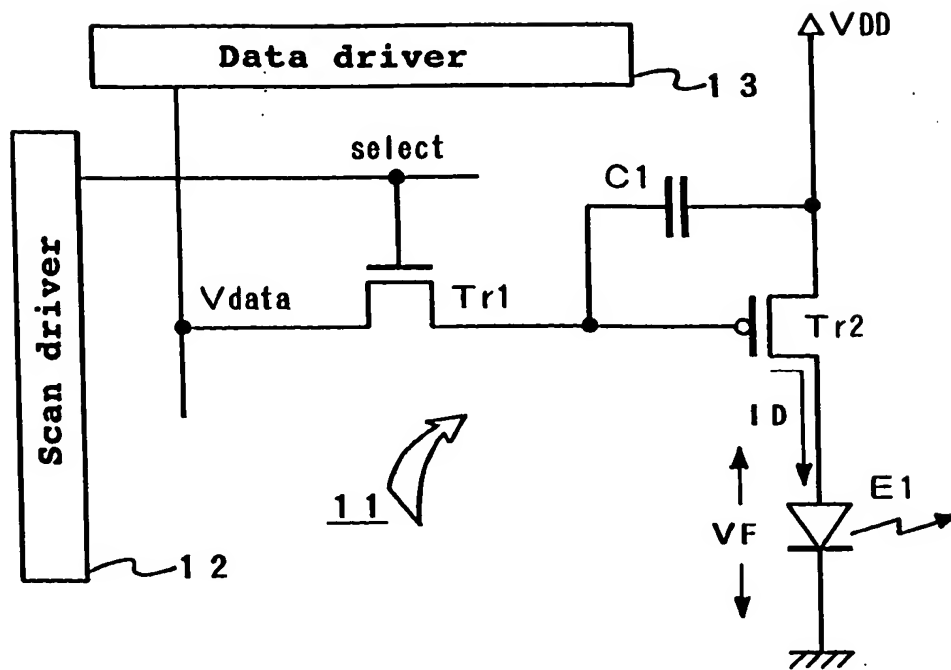 Data driver
VDD
13
select
C1
Scan driver
Vdata
Tr1
Tr2
ID
11
VF
E1
12